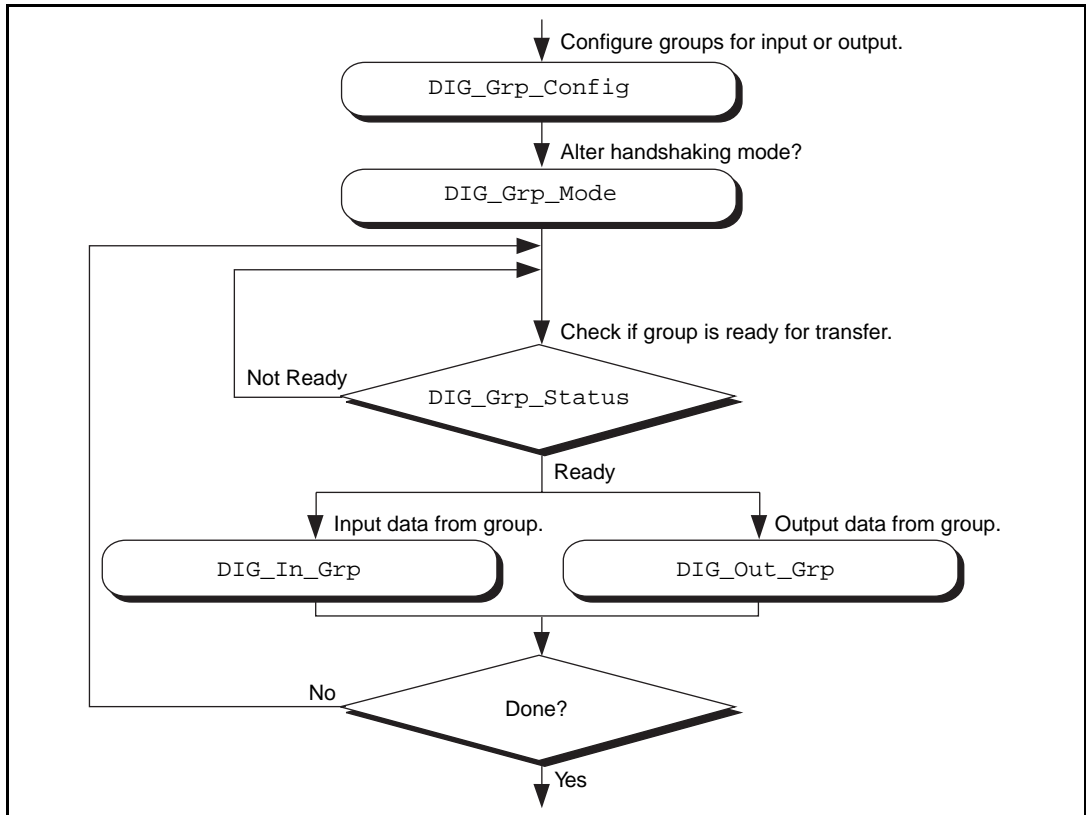 Configure groups for input or output.
DIG_Grp_Config
Alter handshaking mode?
DIG_Grp_Mode
Check if group is ready for transfer.
Not Ready
DIG_Grp_Status
Ready
Input data from group.
Output data from group.
DIG_In_Grp
DIG_Out_Grp
No
Done?
Yes